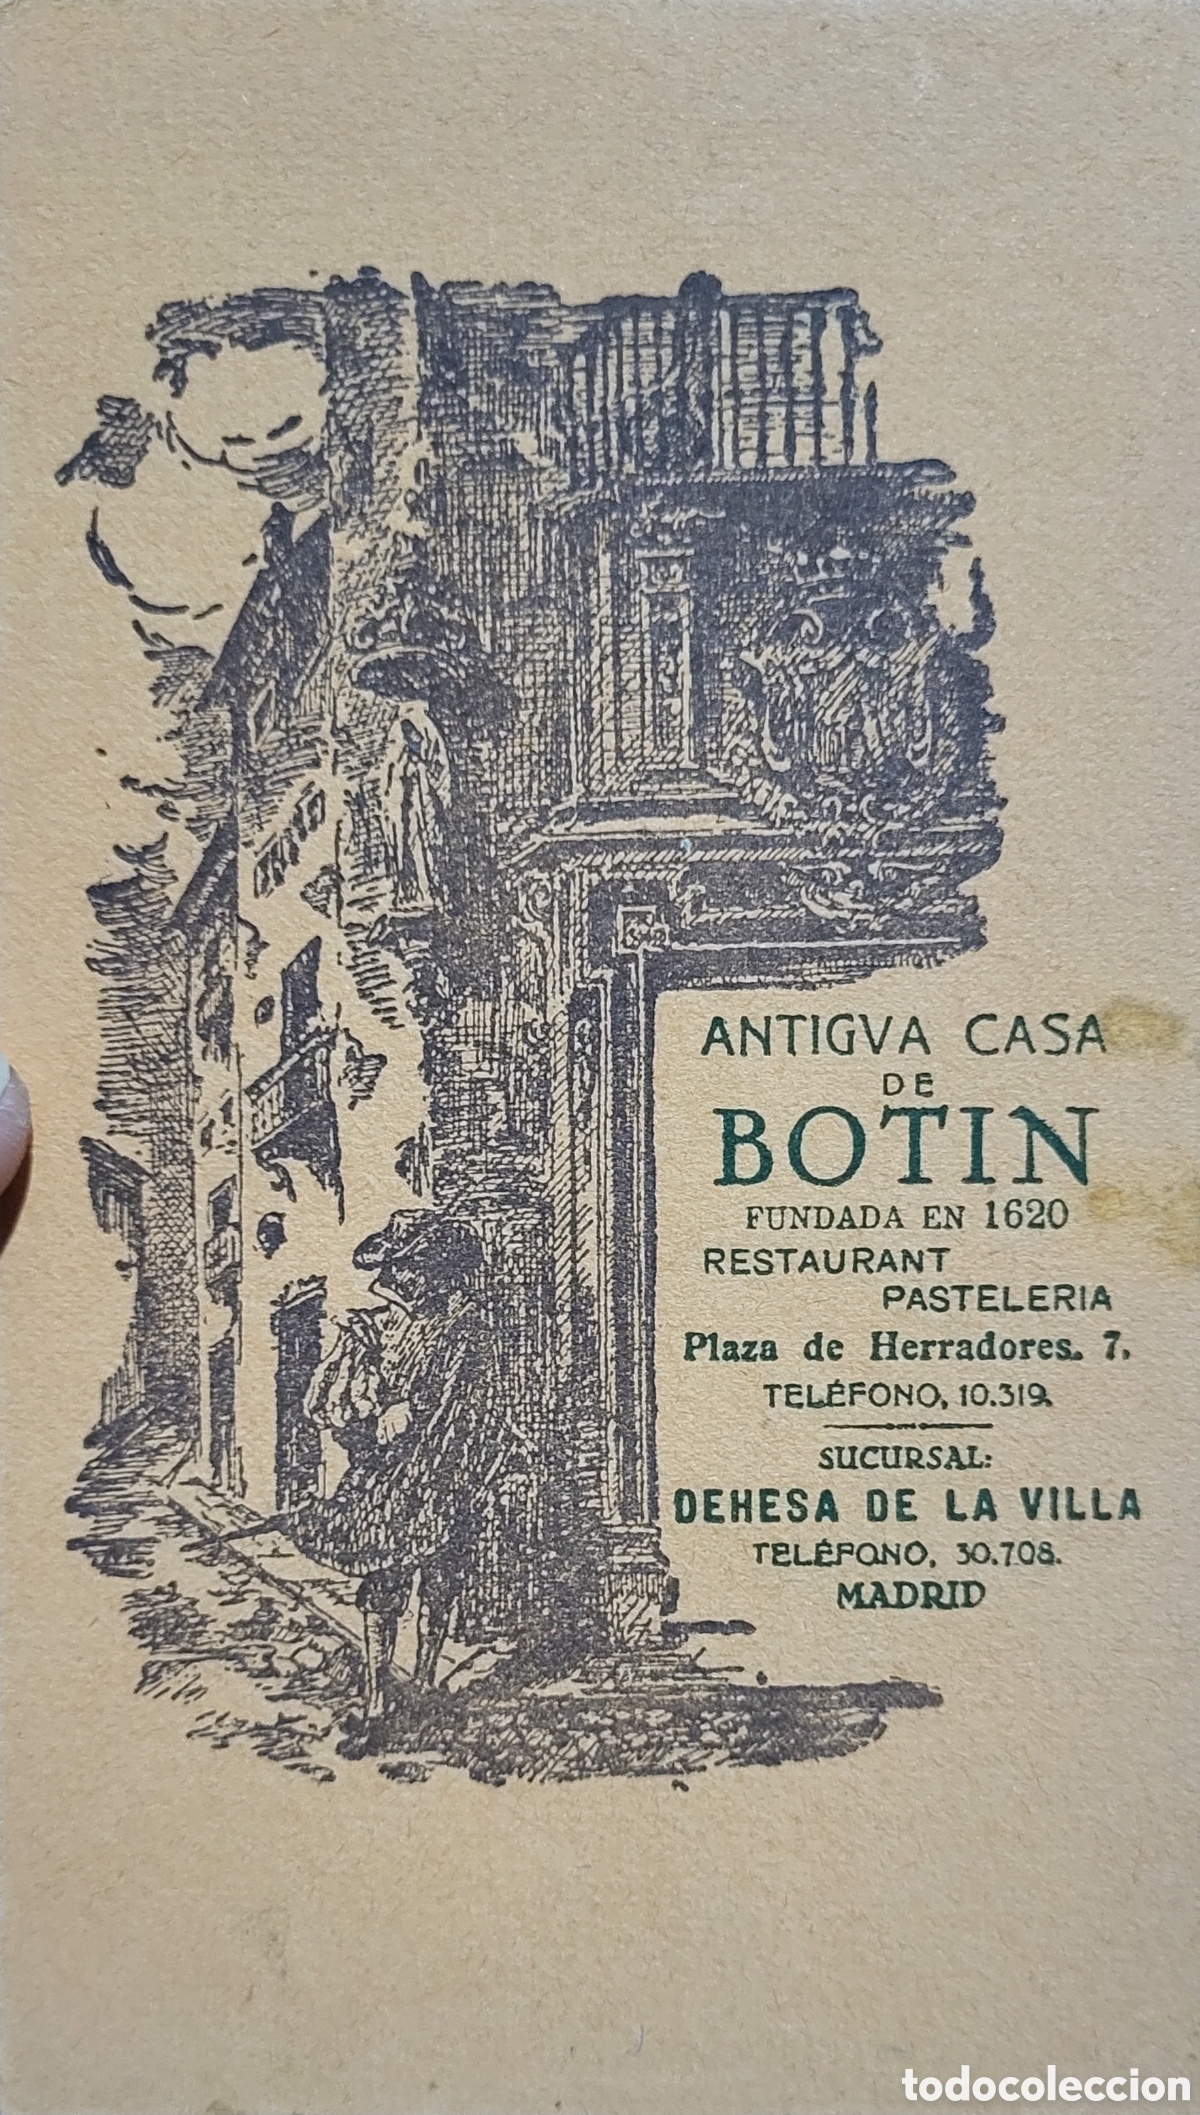 ANTIGVA CASA
DE
BOTIN
FUNDADA EN 1620
RESTAURANT
PASTELERIA
Plaza de Herradores. 7.
TELÉFONO, 10.319.
SUCURSAL:
DEHESA DE LA VILLA
TELÉFONO, 30.708.
MADRID
todocoleccion